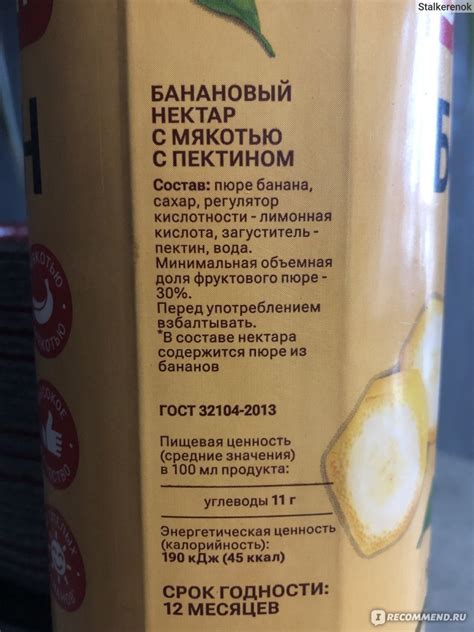 Stalkerenok
БАНАНОВЫЙ
НЕКТАР
С МЯКОТЬЮ
С ПЕКТИНОМ
Состав: пюре банана,
сахар, регулятор
кислотности - лимонная
кислота, загуститель -
пектин, вода.
Минимальная объемная
доля фруктового пюре -
30%.
Перед употреблением
взбалтывать.
*В составе нектара
содержится пюре из
бананов
ГОСТ 32104-2013
Пищевая ценность
(средние значения)
в 100 мл продукта:
углеводы 11 г
Энергетическая ценность
(калорийность):
190 кДж (45 ккал)
СРОК ГОДНОСТИ:
12 МЕСЯЦЕВ
Н
Б
IRECOMMEND.RU